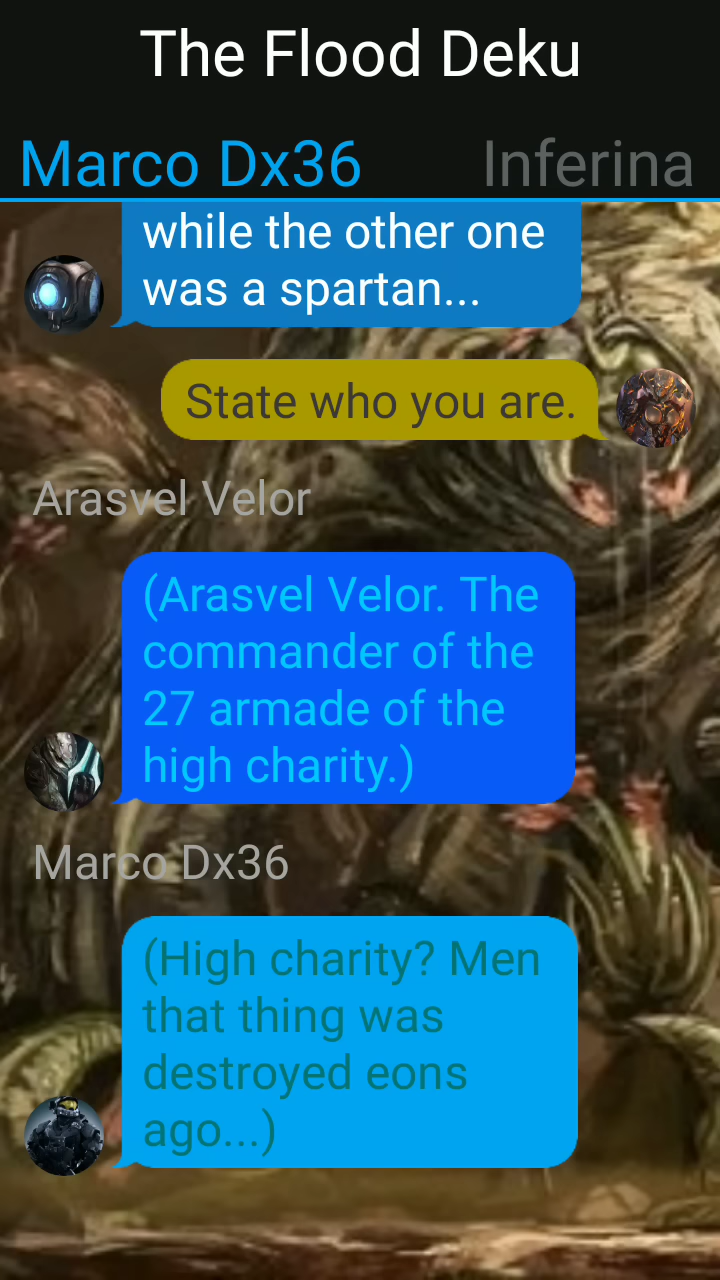 The Flood Deku
Marco Dx36 Inferina
while the other one
was a spartan...
State who you are.
Arasvel Velor
(Arasvel Velor. The
commander of the
27 armade of the
high charity.)
Marco Dx36
(High charity? Men
that thing was
destroyed eons
ago...)